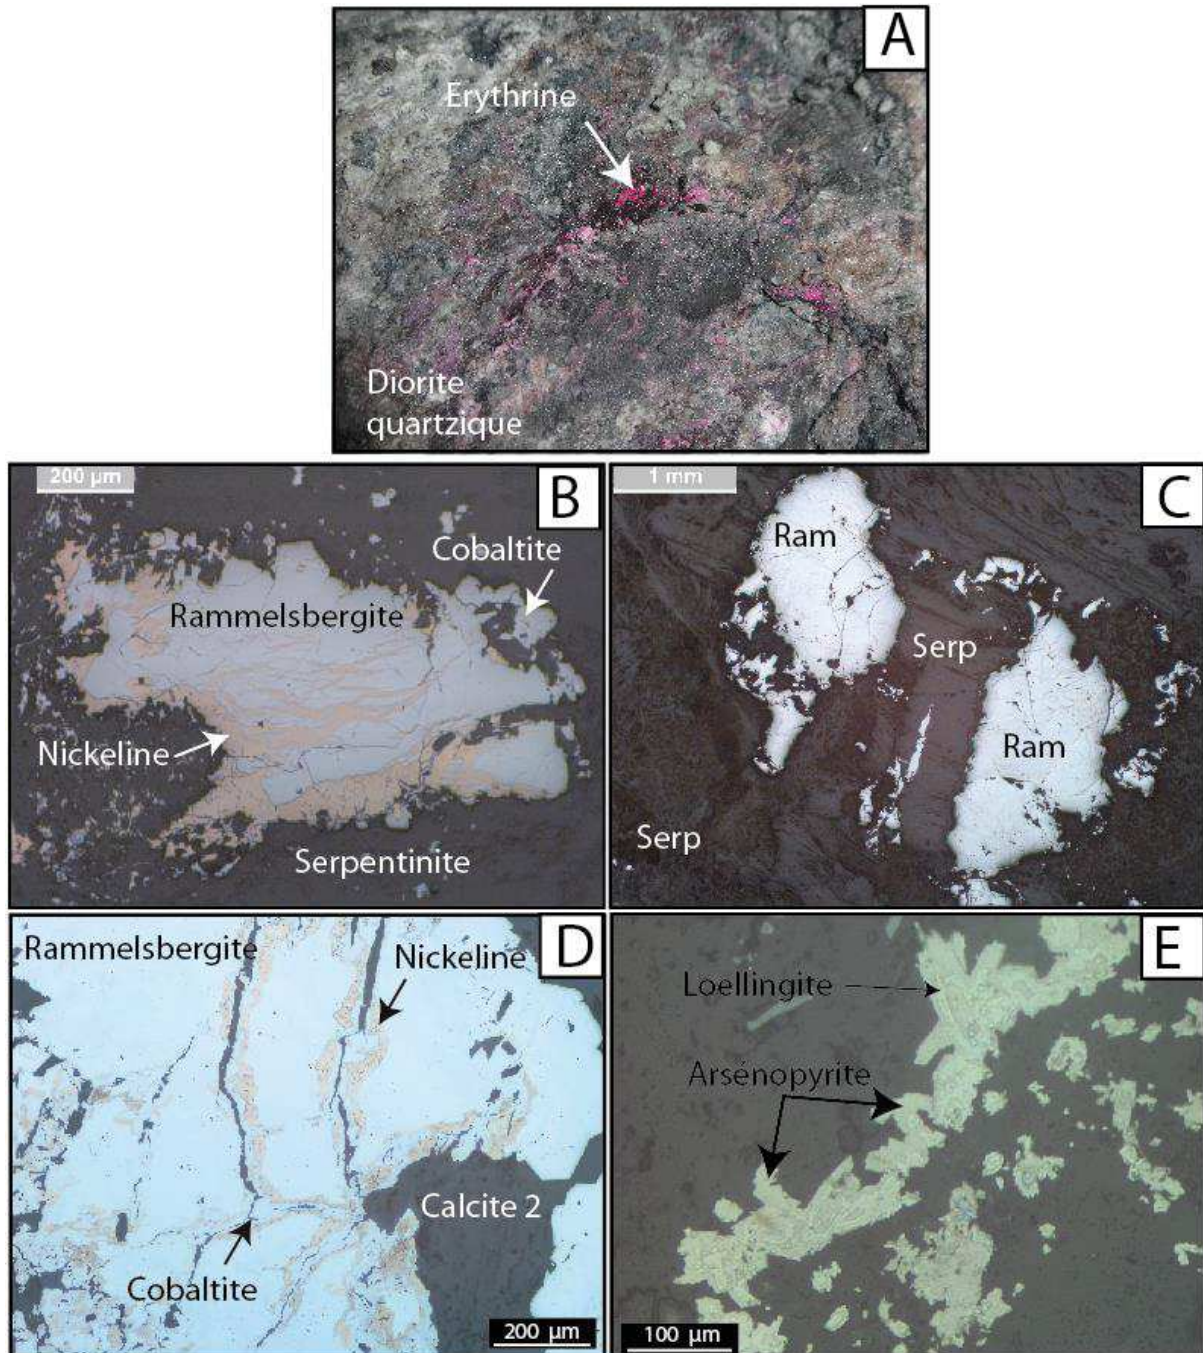 A
Erythrine
Diorite
quartzique
200 µm
B
Cobaltite
Rammelsbergite
Nickeline
Serpentinite
1 mm
C
Ram
Serp
Ram
Serp
Rammelsbergite
Nickeline
D
Calcite 2
Cobaltite
200 µm
E
Loellingite
Arsénopyrite
100 µm